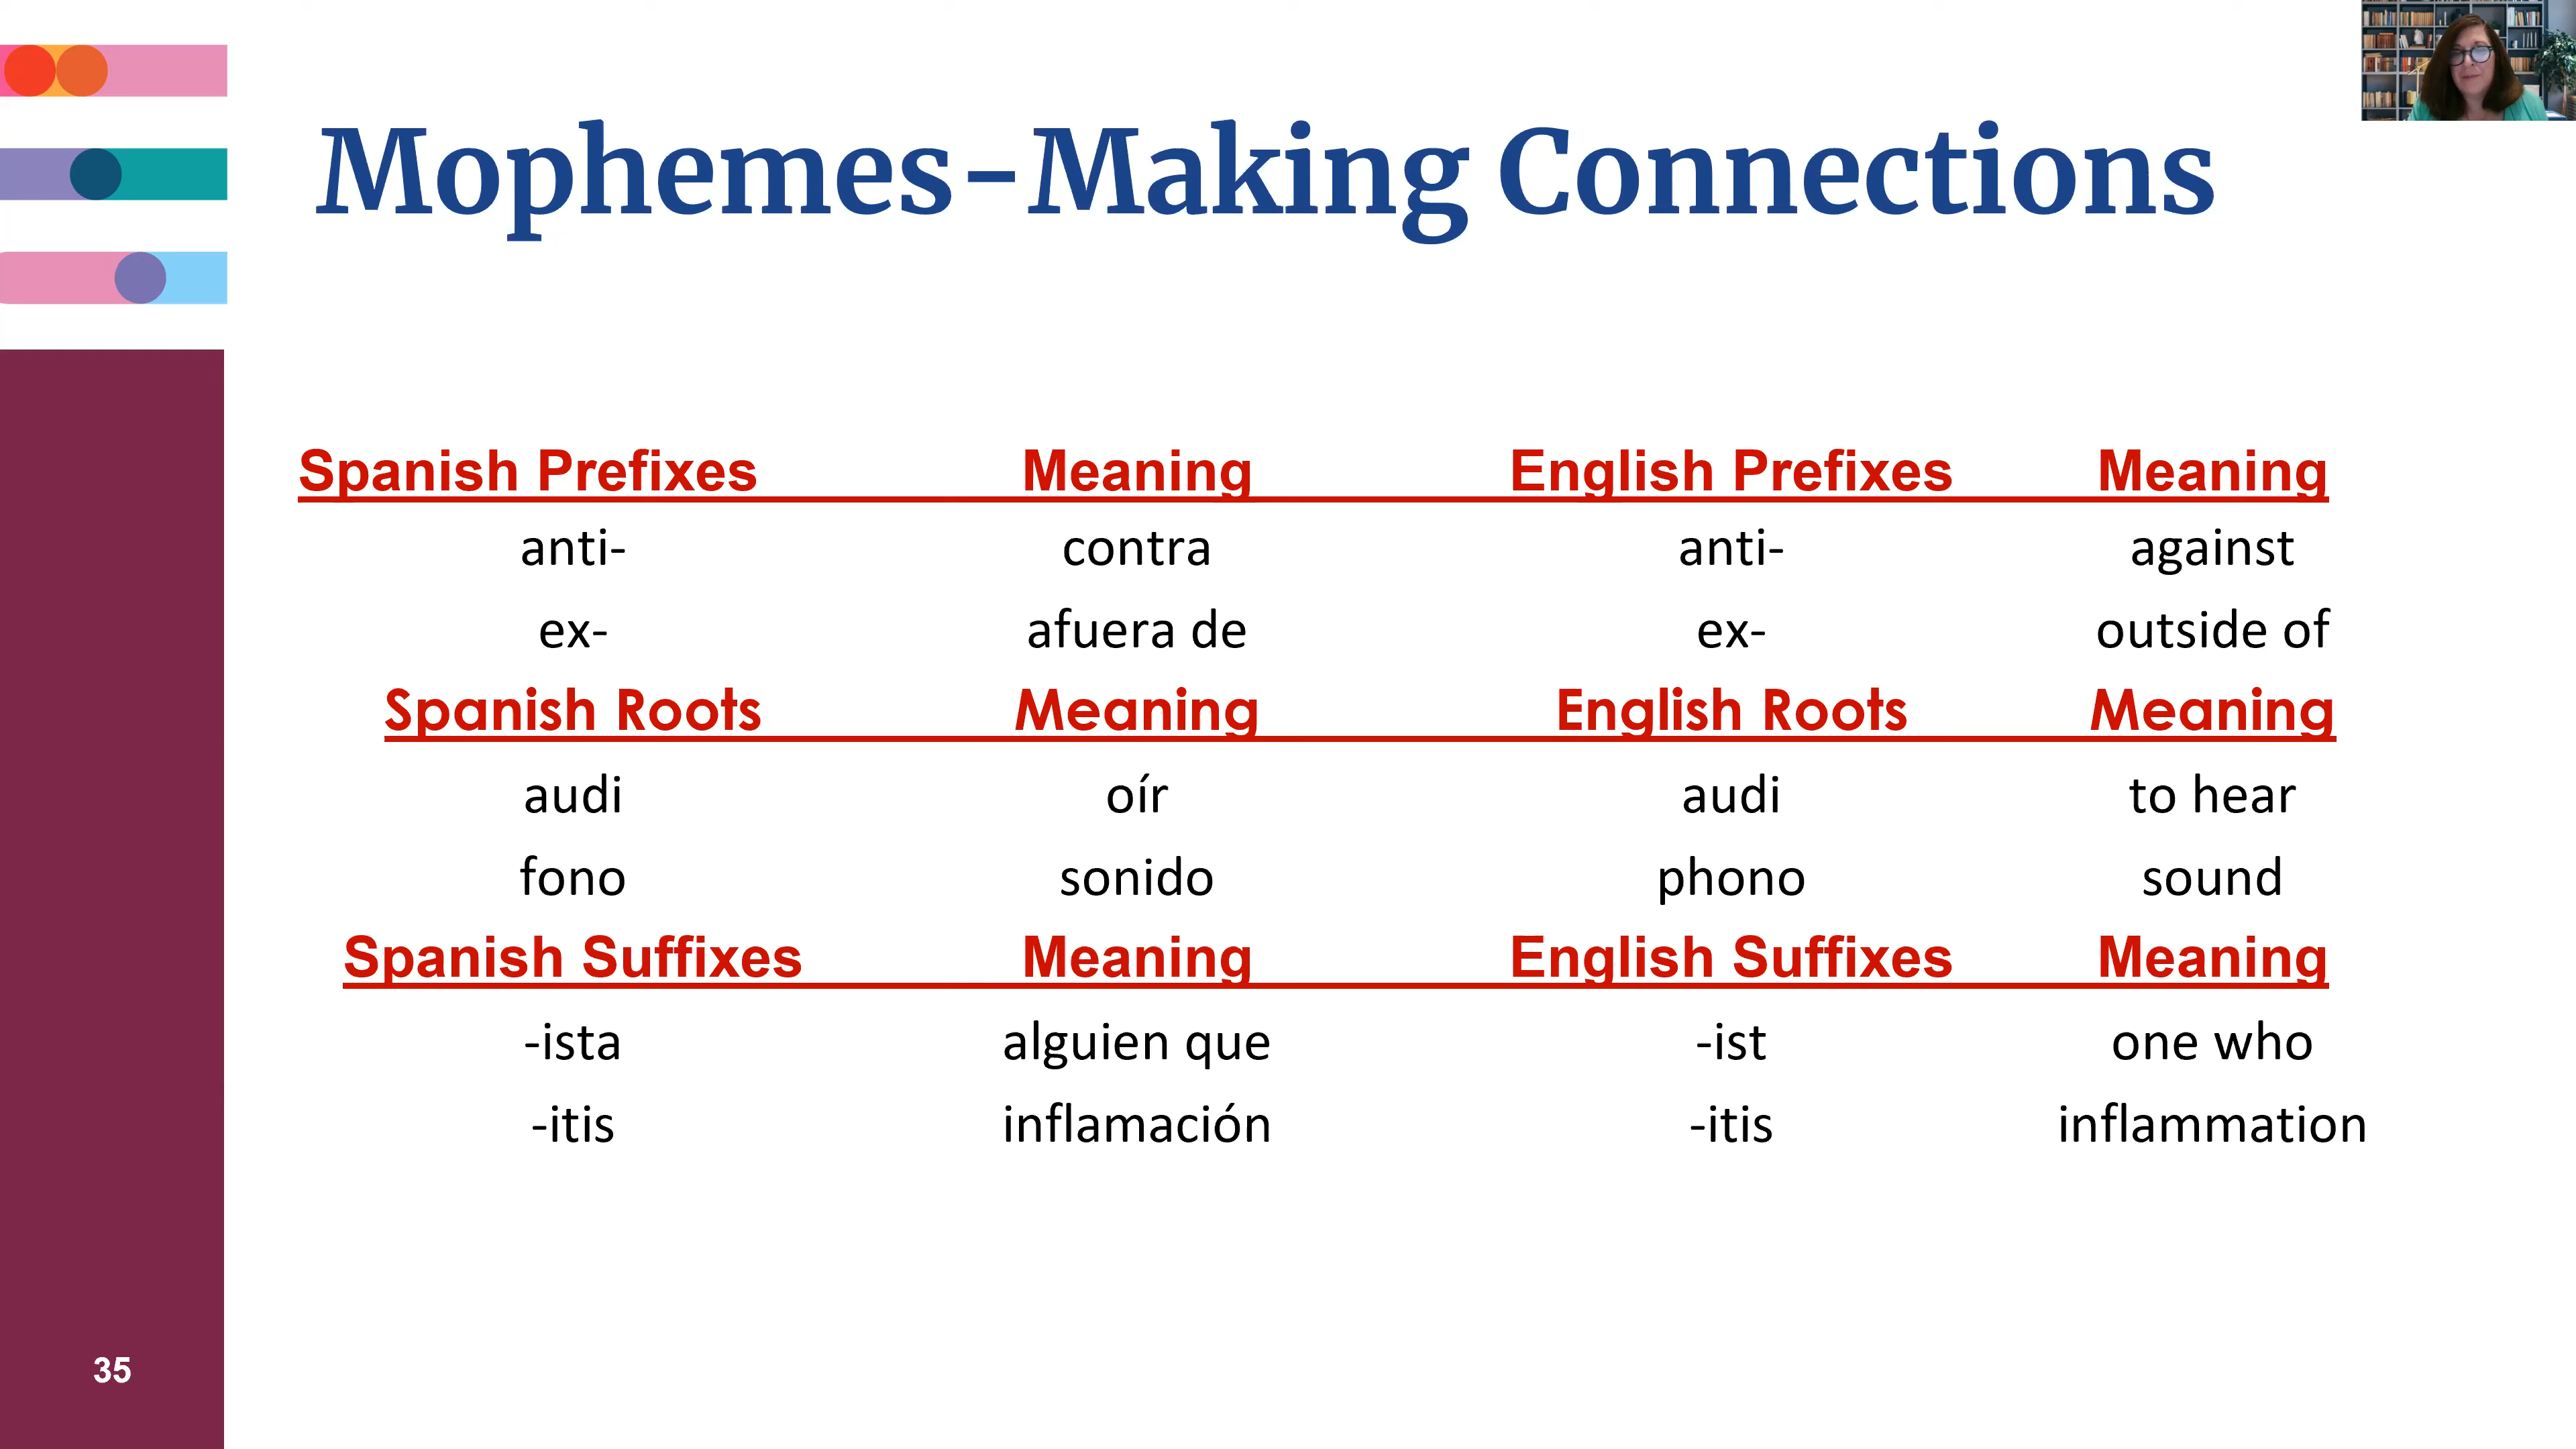 Mophemes-Making Connections
Spanish Prefixes Meaning English Prefixes Meaning
anti- contra anti- against
ex- afuera de ex- outside of
Spanish Roots Meaning English Roots Meaning
audi oír audi to hear
fono sonido phono sound
Spanish Suffixes Meaning English Suffixes Meaning
-ista alguien que -ist one who
-itis inflamación -itis inflammation
35